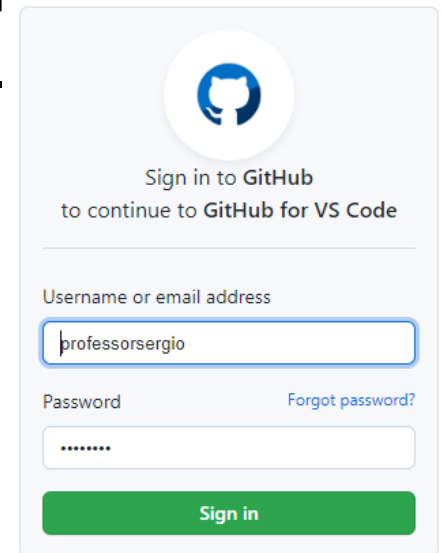 Sign in to GitHub
to continue to GitHub for VS Code
Username or email address
professorsergio
Password Forgot password?
••••••••
Sign in